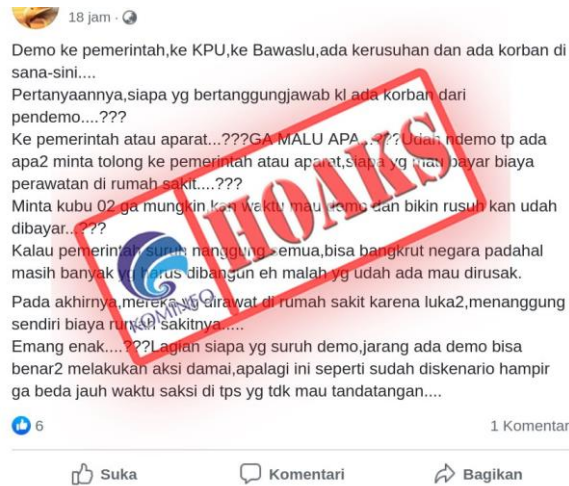 18 jam ·
Demo ke pemerintah,ke KPU,ke Bawaslu,ada kerusuhan dan ada korban di
sana-sini....
Pertanyaannya,siapa yg bertanggungjawab kl ada korban dari
pendemo....???
Ke pemerintah atau aparat...???GA MALU APA...???Udah ndemo tp ada
apa2 minta tolong ke pemerintah atau aparat,siapa yg mau bayar biaya
perawatan di rumah sakit....???
Minta kubu 02 ga mungkin,kan waktu mau demo dan bikin rusuh kan udah
dibayar...???
Kalau pemerintah suruh nanggung semua,bisa bangkrut negara padahal
masih banyak yg harus dibangun eh malah yg udah ada mau dirusak.
Pada akhirnya,mereka yg dirawat di rumah sakit karena luka2,menanggung
sendiri biaya rumah sakitnya.....
Emang enak....???Lagian siapa yg suruh demo,jarang ada demo bisa
benar2 melakukan aksi damai,apalagi ini seperti sudah diskenario hampir
ga beda jauh waktu saksi di tps yg tdk mau tandatangan....
HOAKS
KOMINFO
6
1 Komentar
Suka
Komentari
Bagikan